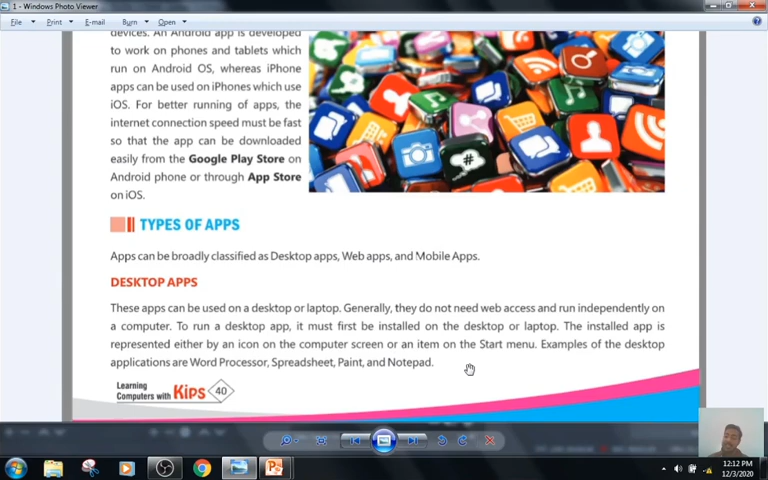 1 - Windows Photo Viewer
File Print E-mail Burn Open
devices. An Android app is developed
to work on phones and tablets which
run on Android OS, whereas iPhone
apps can be used on iPhones which use
iOS. For better running of apps, the
internet connection speed must be fast
so that the app can be downloaded
easily from the Google Play Store on
Android phone or through App Store
on iOS.
#
TYPES OF APPS
Apps can be broadly classified as Desktop apps, Web apps, and Mobile Apps.
DESKTOP APPS
These apps can be used on a desktop or laptop. Generally, they do not need web access and run independently on
a computer. To run a desktop app, it must first be installed on the desktop or laptop. The installed app is
represented either by an icon on the computer screen or an item on the Start menu. Examples of the desktop
applications are Word Processor, Spreadsheet, Paint, and Notepad.
Learning
Computers with Kips 40
12:12 PM
12/3/2020